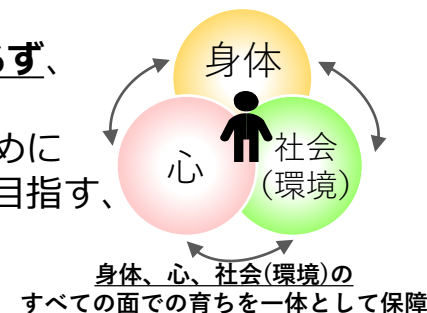 らず、
めに
目指す、
身体
心
社会
(環境)
身体、心、社会(環境)の
すべての面での育ちを一体として保障